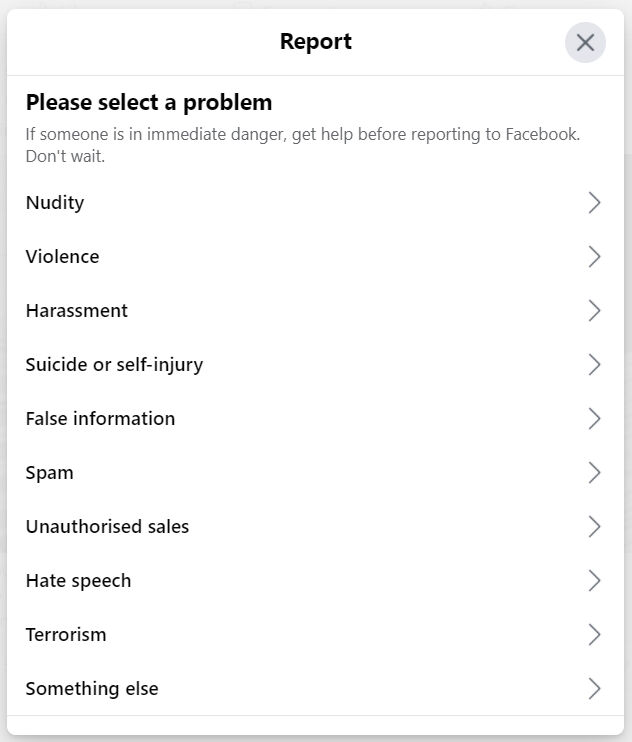 Report
Please select a problem
If someone is in immediate danger, get help before reporting to Facebook.
Don't wait.
Nudity
Violence
Harassment
Suicide or self-injury
False information
Spam
Unauthorised sales
Hate speech
Terrorism
Something else